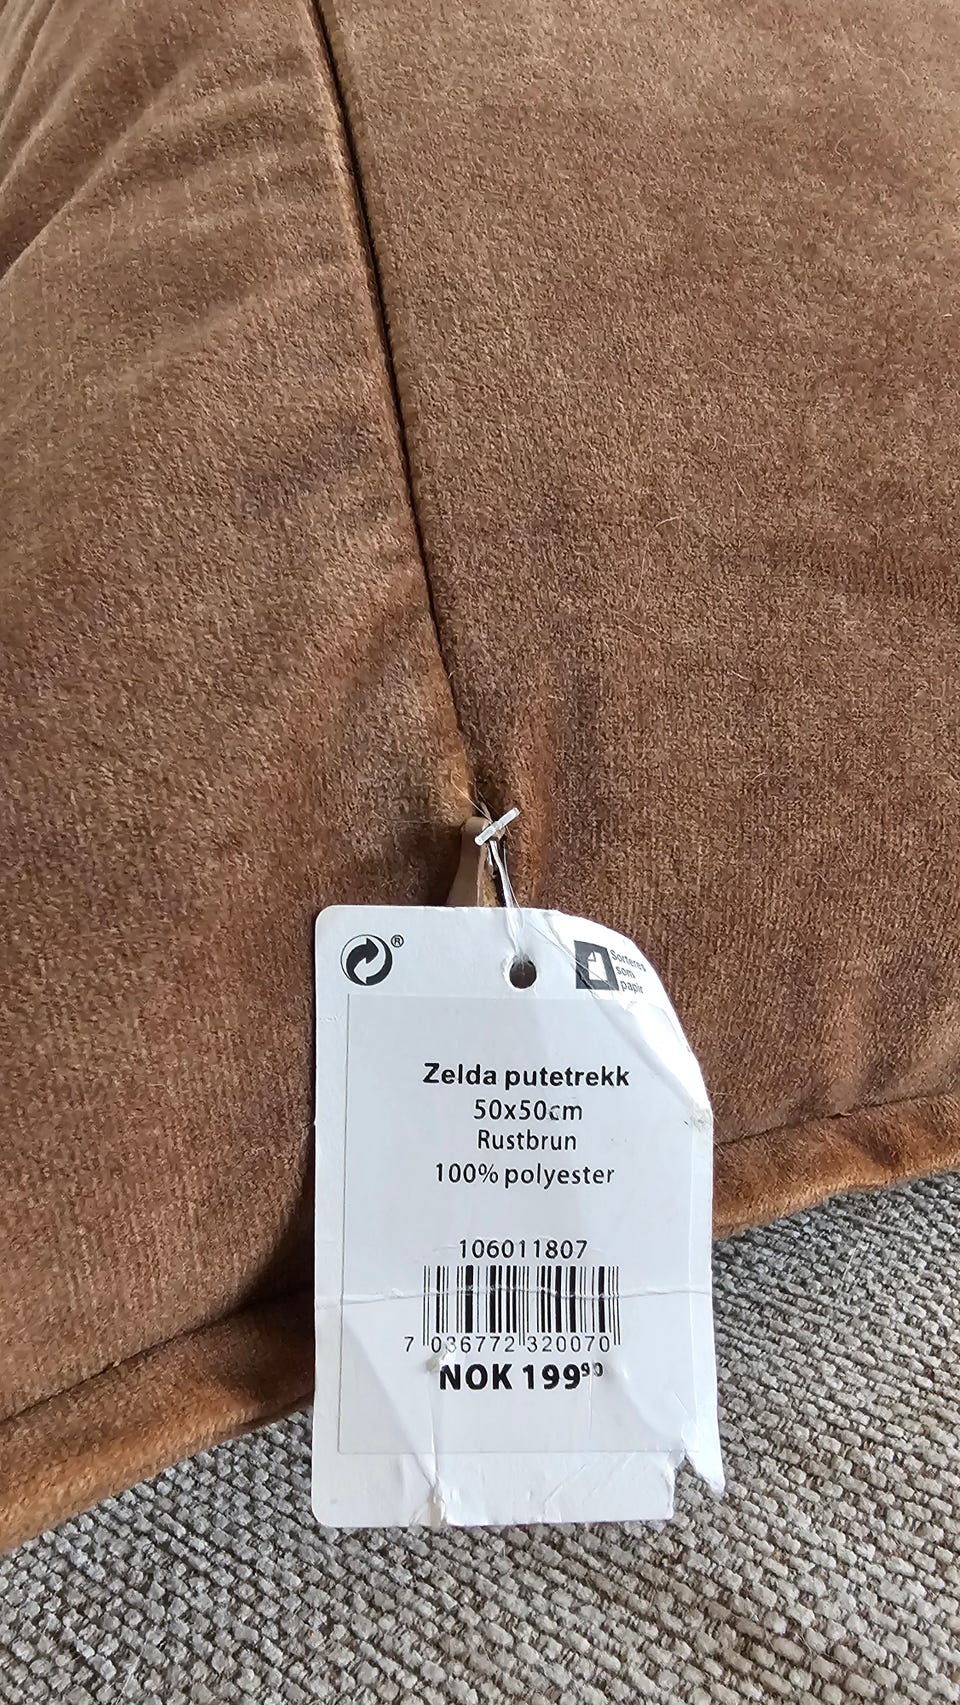 ®
Sorteres
som
papir
Zelda putetrekk
50x50cm
Rustbrun
100% polyester
106011807
7 036772 320070
NOK 199⁹⁰